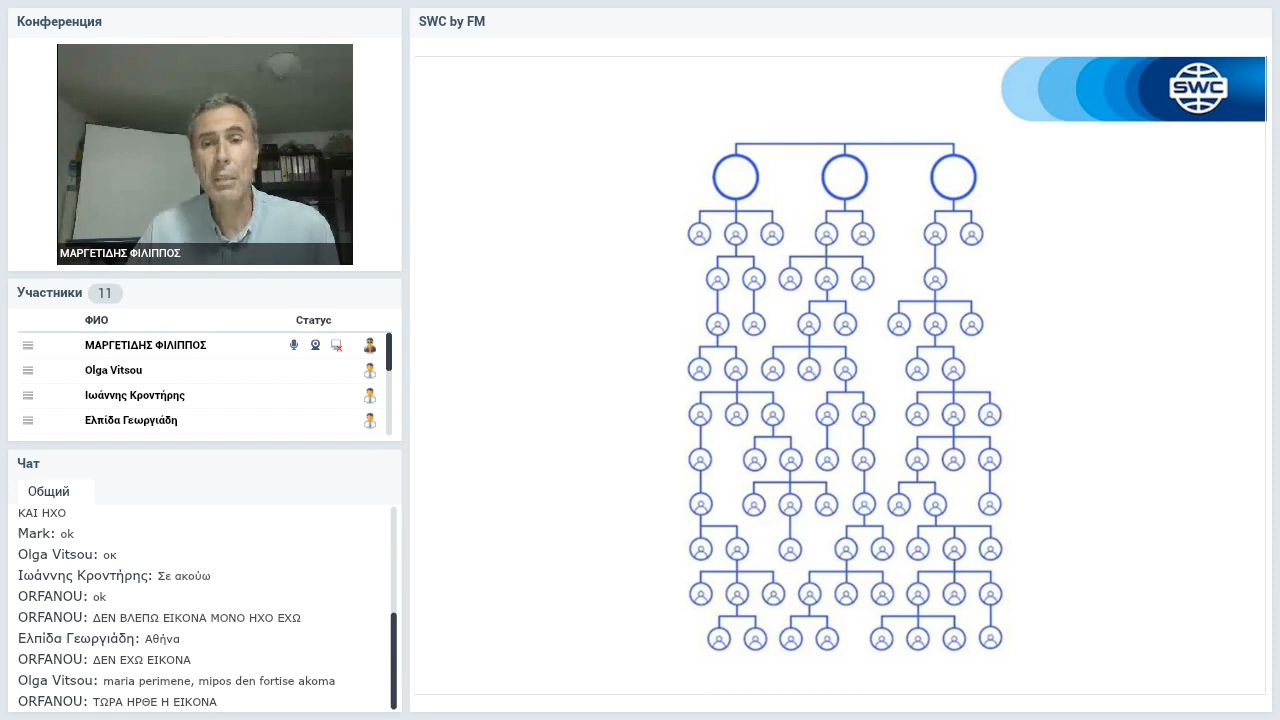 Конференция
ΜΑΡΓΕΤΙΔΗΣ ΦΙΛΙΠΠΟΣ
Участники 11
ФИО Статус
ΜΑΡΓΕΤΙΔΗΣ ΦΙΛΙΠΠΟΣ
Olga Vitsou
Ιωάννης Κροντήρης
Ελπίδα Γεωργιάδη
Чат
Общий
ΚΑΙ ΗΧΟ
Mark: ok
Olga Vitsou: οκ
Ιωάννης Κροντήρης: Σε ακούω
ORFANOU: ok
ORFANOU: ΔΕΝ ΒΛΕΠΩ ΕΙΚΟΝΑ ΜΟΝΟ ΗΧΟ ΕΧΩ
Ελπίδα Γεωργιάδη: Αθήνα
ORFANOU: ΔΕΝ ΕΧΩ ΕΙΚΟΝΑ
Olga Vitsou: maria perimene, mipos den fortise akoma
ORFANOU: ΤΩΡΑ ΗΡΘΕ Η ΕΙΚΟΝΑ
SWC by FM
SWC